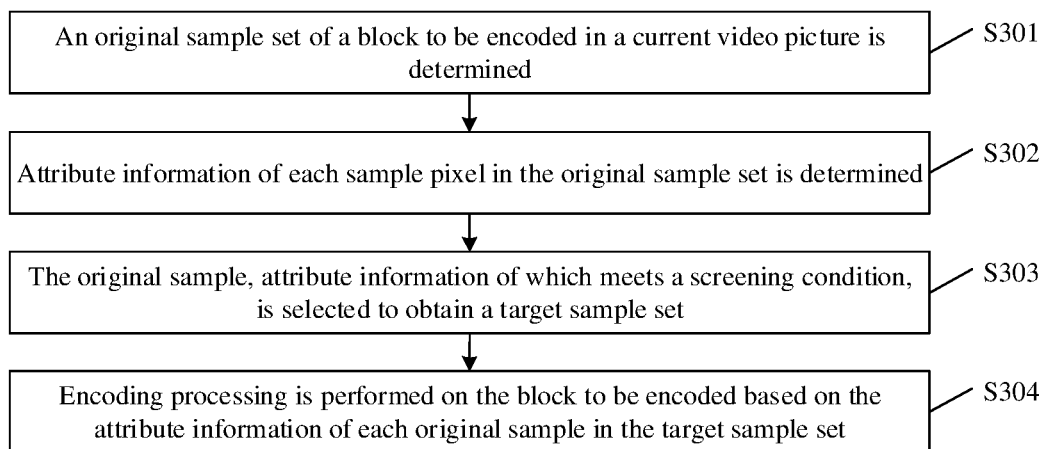 An original sample set of a block to be encoded in a current video picture is
determined
S301
Attribute information of each sample pixel in the original sample set is determined
S302
The original sample, attribute information of which meets a screening condition,
is selected to obtain a target sample set
S303
Encoding processing is performed on the block to be encoded based on the
attribute information of each original sample in the target sample set
S304